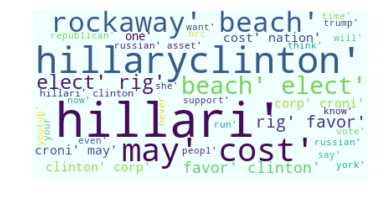 rockaway' beach' want' time'
republican' one' hrc' cost' nation' trump'
russian' asset' think' will'
hillaryclinton'
elect' rig' she' beach' elect'
hillari' clinton' corp' croni'
now' never' support' know'
youtub' your' hillari' rig' favor'
run' vote'
even' may' cost' russian'
croni' may' peopl' say'
clinton' corp' favor' clinton' york'